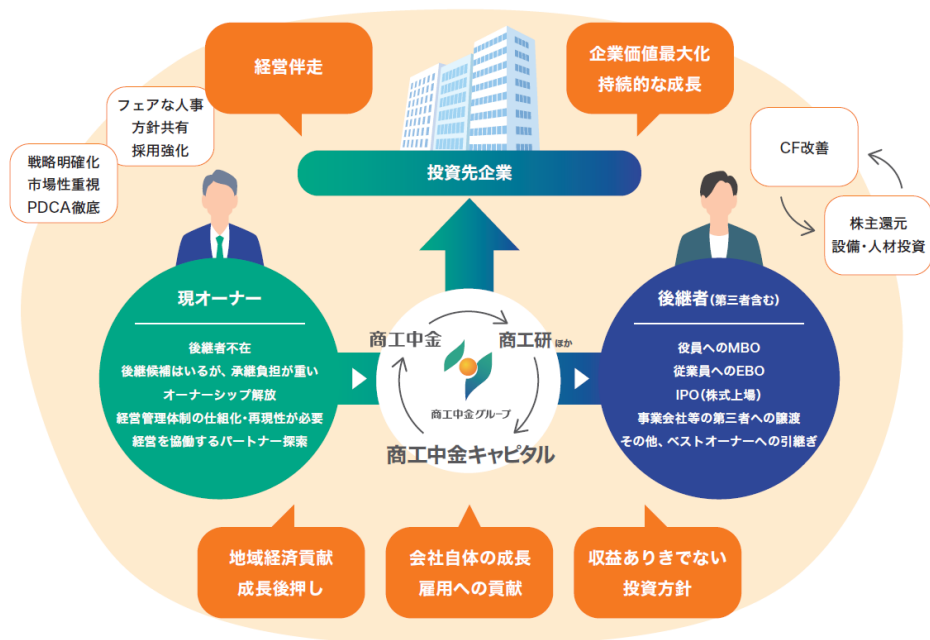 経営伴走
企業価値最大化
持続的な成長
フェアな人事
方針共有
採用強化
戦略明確化
市場性重視
PDCA徹底
投資先企業
CF改善
株主還元
設備・人材投資
現オーナー
後継者不在
後継候補はいるが、承継負担が重い
オーナーシップ解放
経営管理体制の仕組化・再現性が必要
経営を協働するパートナー探索
商工中金
商工研 ほか
商工中金グループ
商工中金キャピタル
後継者(第三者含む)
役員へのMBO
従業員へのEBO
IPO(株式上場)
事業会社等の第三者への譲渡
その他、ベストオーナーへの引継ぎ
地域経済貢献
成長後押し
会社自体の成長
雇用への貢献
収益ありきでない
投資方針